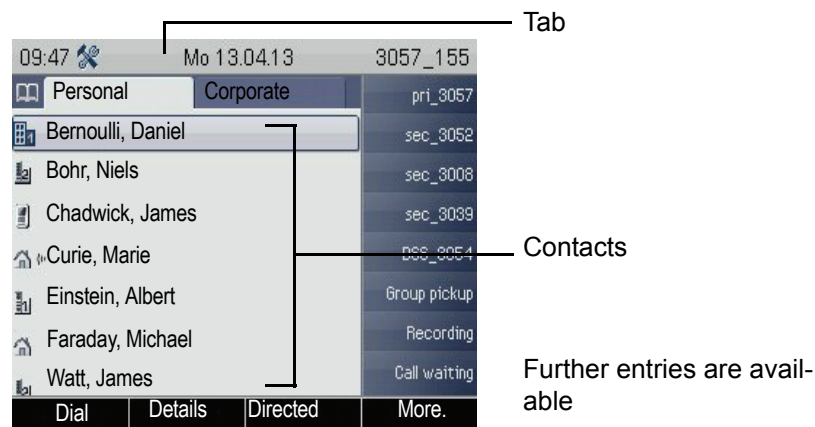 Tab
09:47 Mo 13.04.13 3057_155
Personal Corporate pri_3057
Bernoulli, Daniel sec_3052
Bohr, Niels sec_3008
Chadwick, James sec_3039
Curie, Marie DSS_3054 Contacts
Einstein, Albert Group pickup
Faraday, Michael Recording
Watt, James Call waiting
Further entries are avail-
able
Dial Details Directed More.